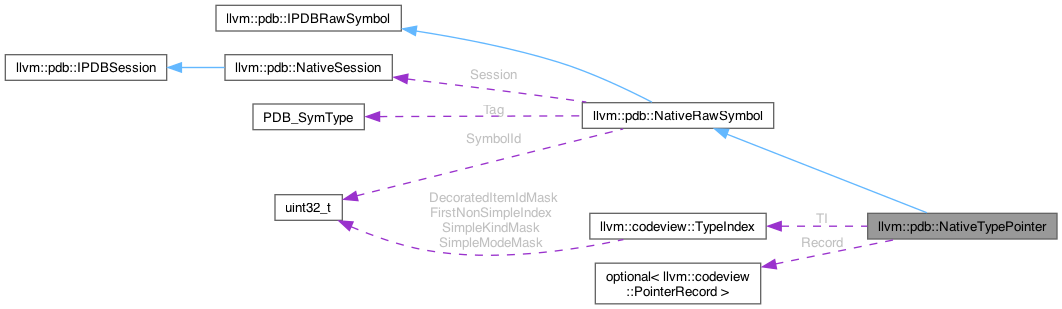 llvm::pdb::IPDBRawSymbol
llvm::pdb::IPDBSession
llvm::pdb::NativeSession
Session
PDB_SymType
Tag
llvm::pdb::NativeRawSymbol
SymbolId
uint32_t
DecoratedItemIdMask
FirstNonSimpleIndex
SimpleKindMask
SimpleModeMask
llvm::codeview::TypeIndex
TI
llvm::pdb::NativeTypePointer
Record
optional< llvm::codeview
::PointerRecord >